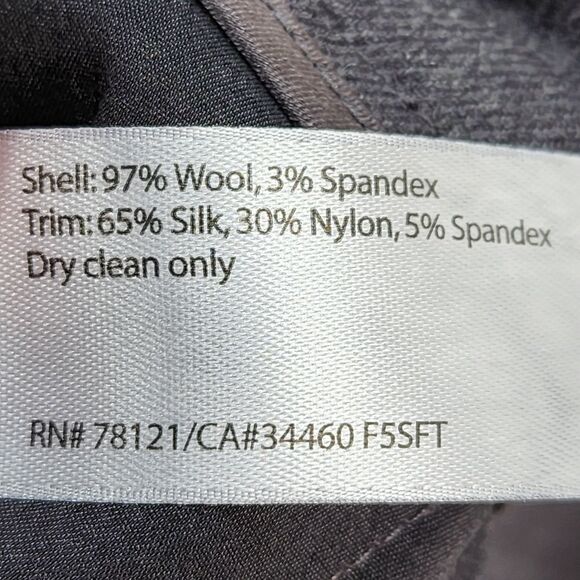 Shell: 97% Wool, 3% Spandex
Trim: 65% Silk, 30% Nylon, 5% Spandex
Dry clean only
RN# 78121/CA#34460 F5SFT